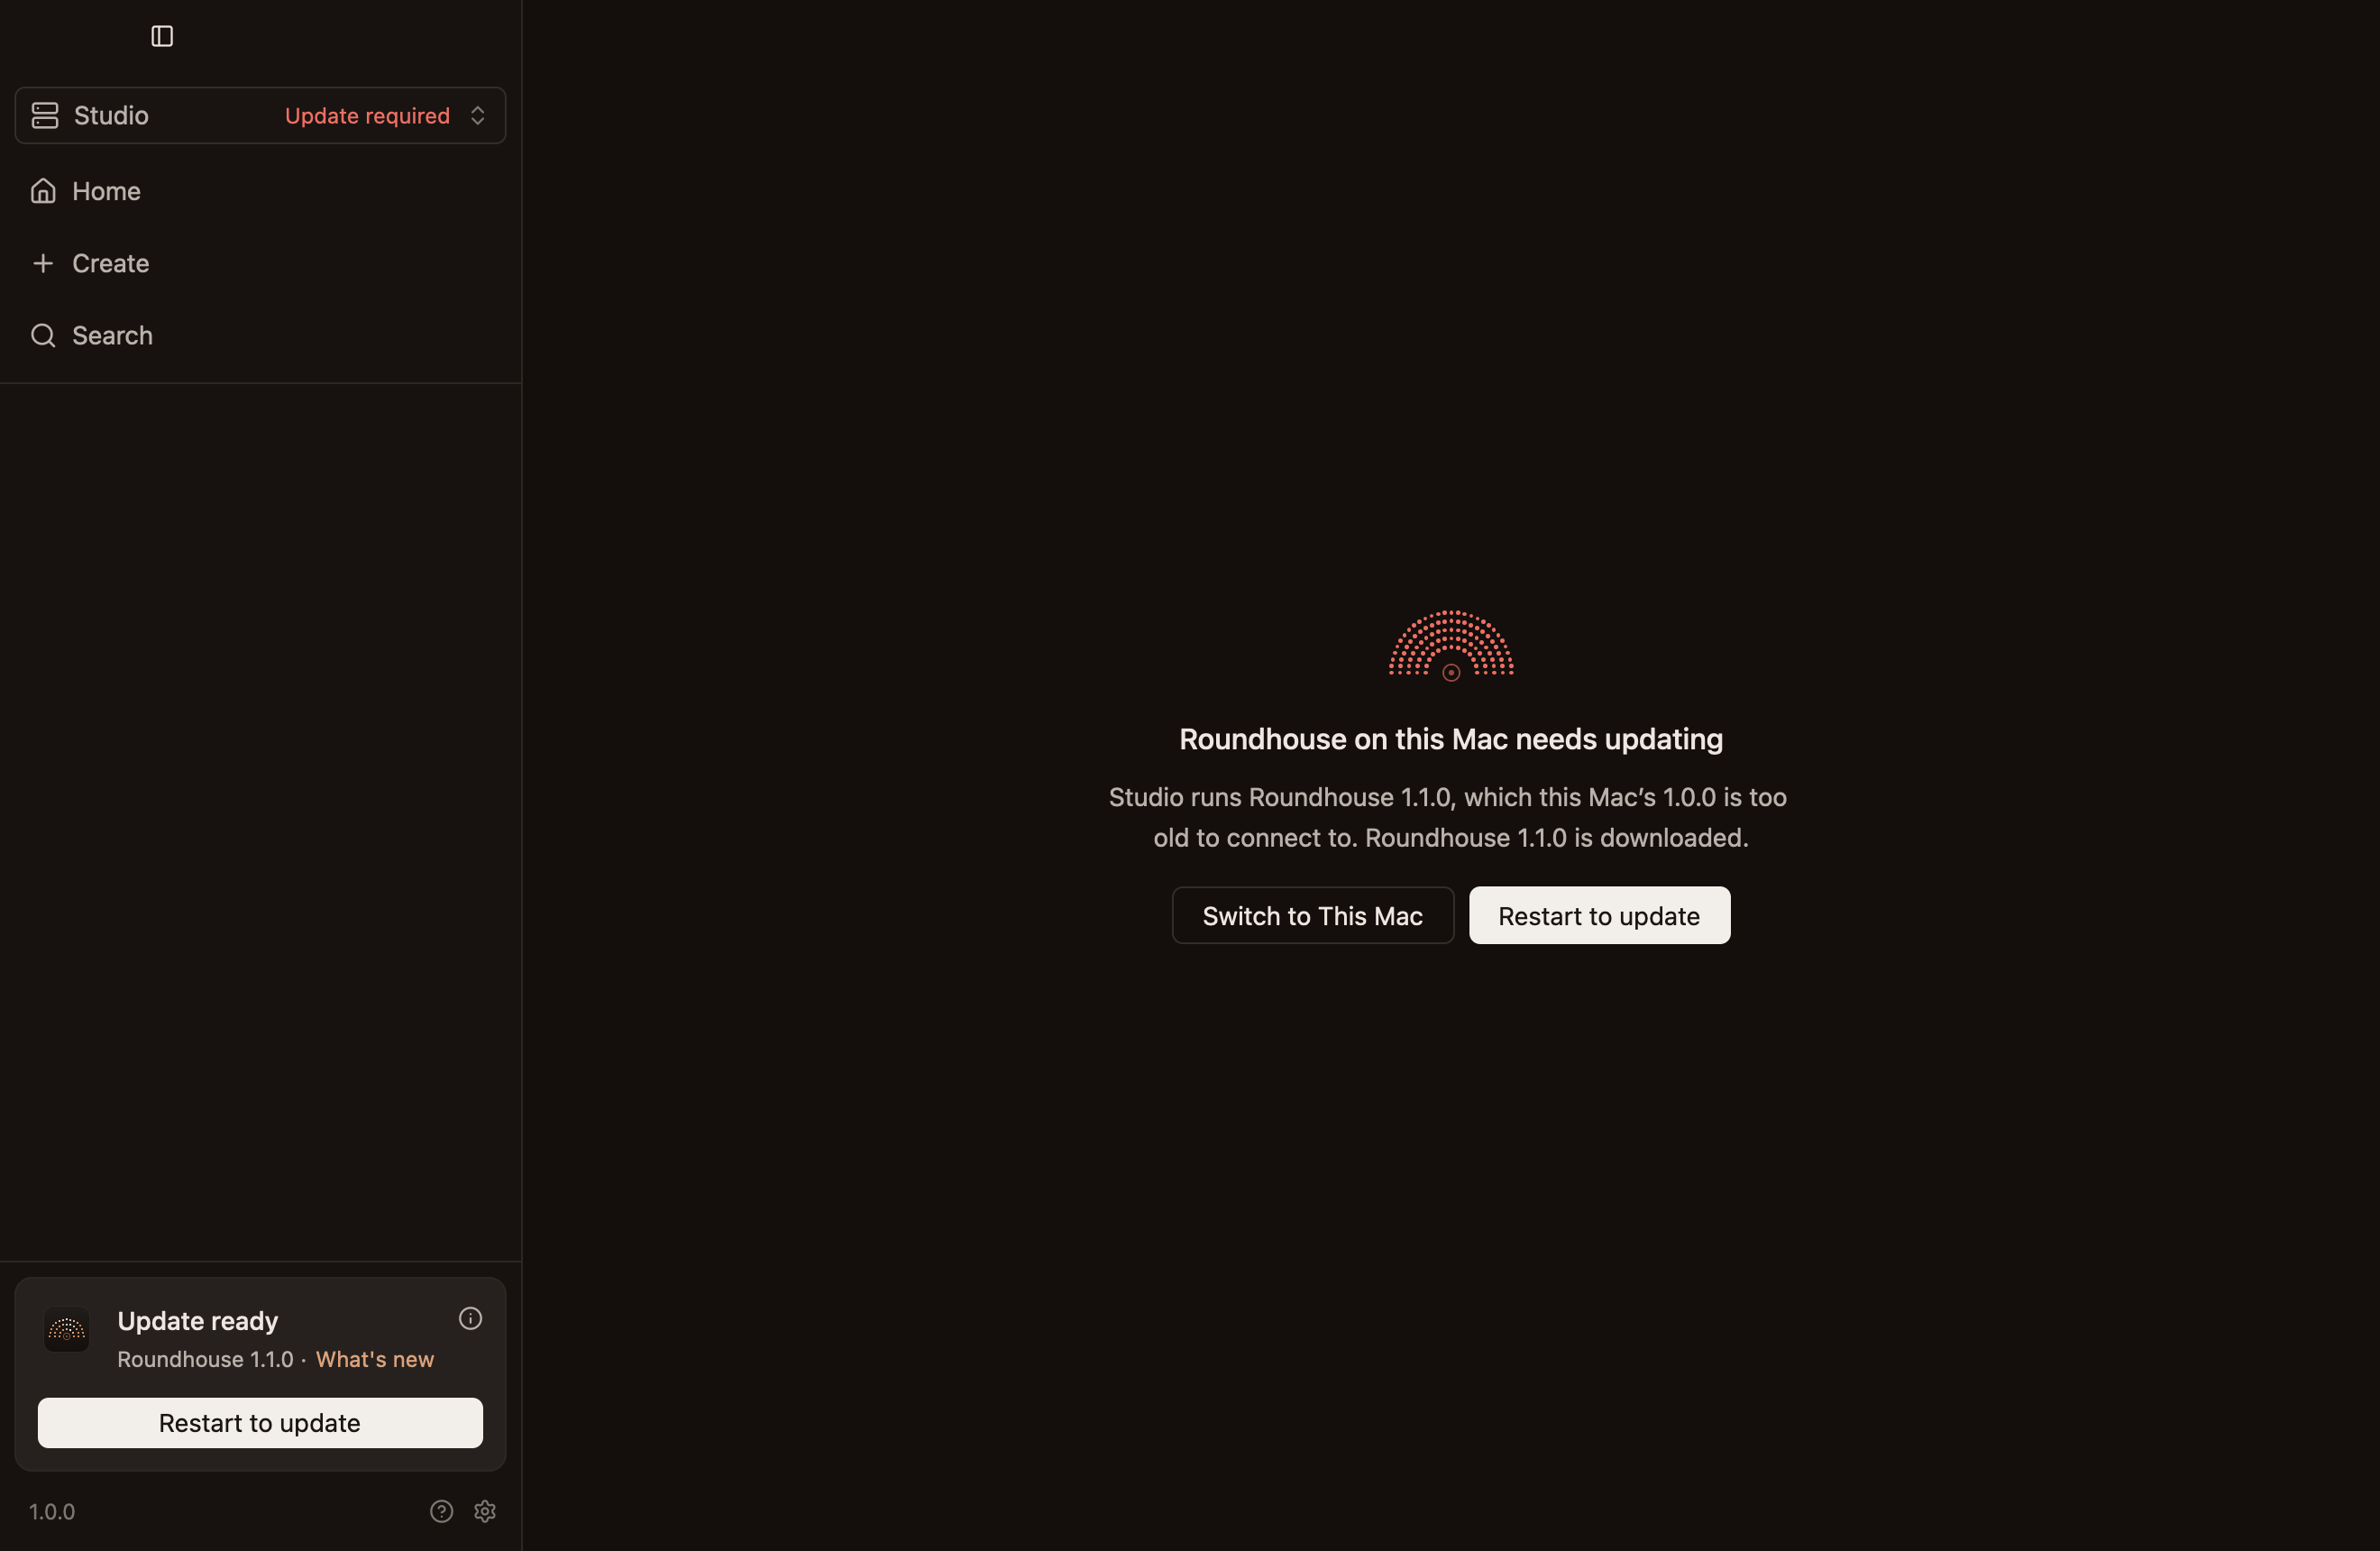 Studio
Update required
Home
Create
Search
Roundhouse on this Mac needs updating
Studio runs Roundhouse 1.1.0, which this Mac’s 1.0.0 is too
old to connect to. Roundhouse 1.1.0 is downloaded.
Switch to This Mac
Restart to update
Update ready
Roundhouse 1.1.0 · What's new
Restart to update
1.0.0